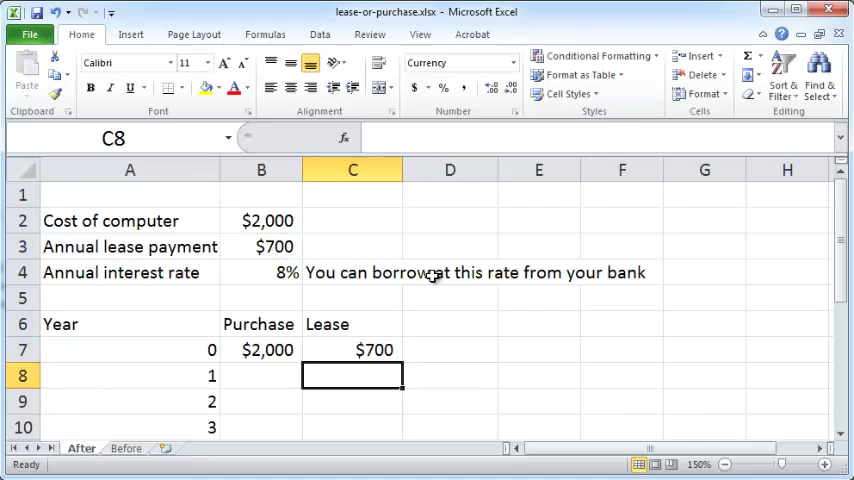 lease-or-purchase.xlsx - Microsoft Excel
File Home Insert Page Layout Formulas Data Review View Acrobat
Paste
Clipboard
Calibri 11 A A
B I U A
Font
Alignment
Currency
$ % , .00
Number
Conditional Formatting
Format as Table
Cell Styles
Styles
Insert
Delete
Format
Cells
Σ
Sort & Filter
Find & Select
Editing
C8 fx
A B C D E F G H
1
2 Cost of computer $2,000
3 Annual lease payment $700
4 Annual interest rate 8% You can borrow at this rate from your bank
5
6 Year Purchase Lease
7 0 $2,000 $700
8 1
9 2
10 3
After Before
Ready 150%